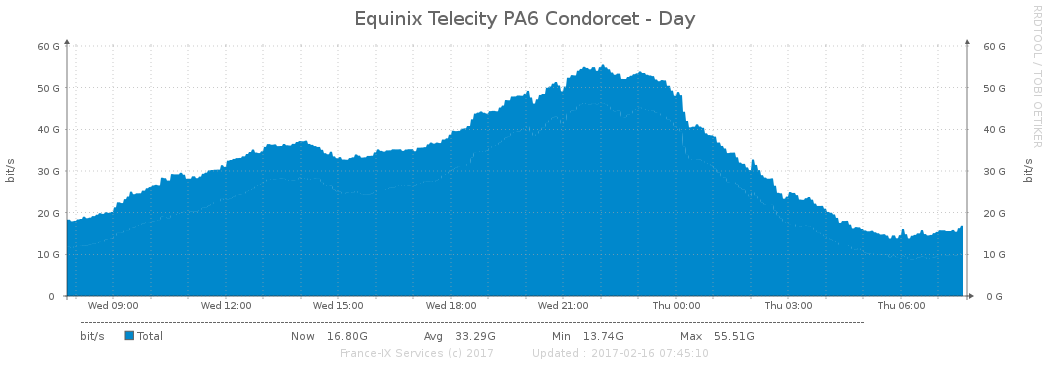 Equinix Telecity PA6 Condorcet - Day
RRDTOOL / TOBI OETIKER
60 G 60 G
50 G 50 G
40 G 40 G
30 G 30 G
20 G 20 G
10 G 10 G
0 0 G
bit/s bit/s
Wed 09:00 Wed 12:00 Wed 15:00 Wed 18:00 Wed 21:00 Thu 00:00 Thu 03:00 Thu 06:00
bit/s Total Now 16.80G Avg 33.29G Min 13.74G Max 55.51G
France-IX Services (c) 2017 Updated : 2017-02-16 07:45:10